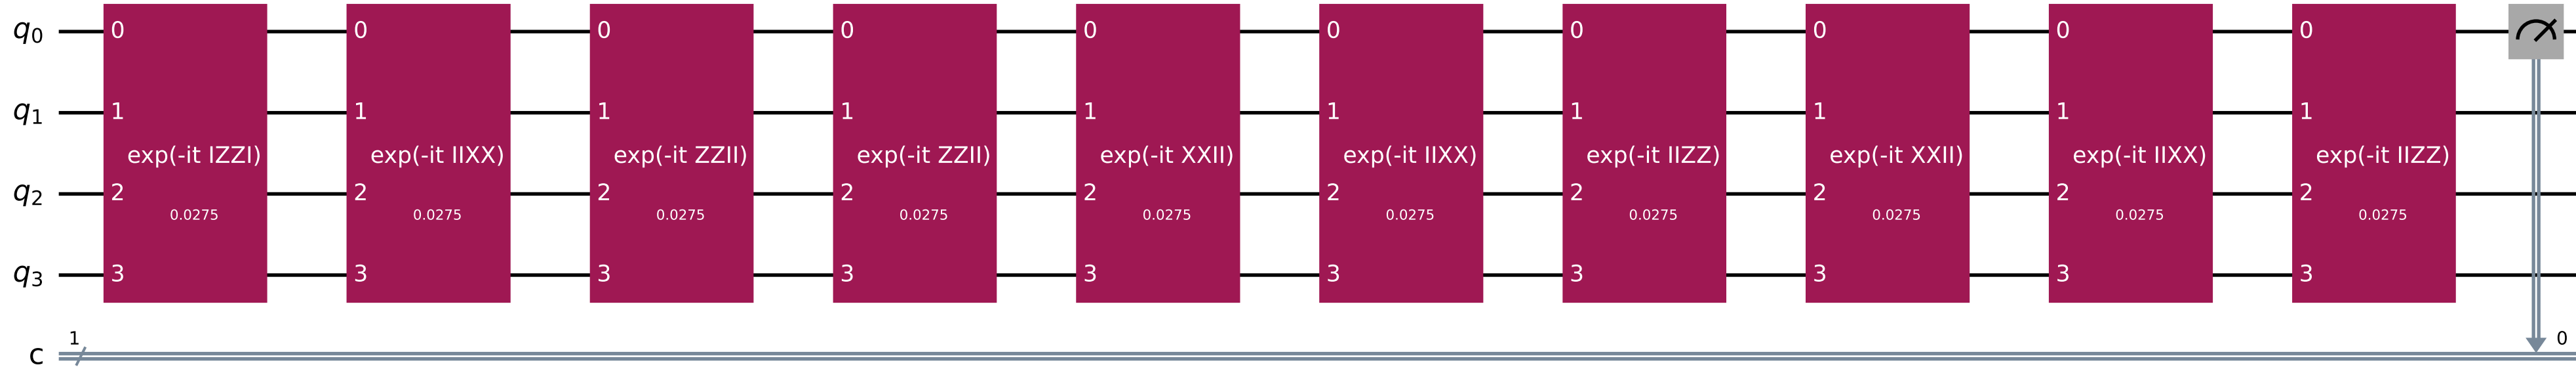 q0 0 0 0 0 0 0 0 0 0 0
q1 1 1 1 1 1 1 1 1 1 1
exp(-it IZZI) exp(-it IIXX) exp(-it ZZII) exp(-it ZZII) exp(-it XXII) exp(-it IIXX) exp(-it IIZZ) exp(-it XXII) exp(-it IIXX) exp(-it IIZZ)
q2 2 2 2 2 2 2 2 2 2 2
0.0275 0.0275 0.0275 0.0275 0.0275 0.0275 0.0275 0.0275 0.0275 0.0275
q3 3 3 3 3 3 3 3 3 3 3
1 0
c